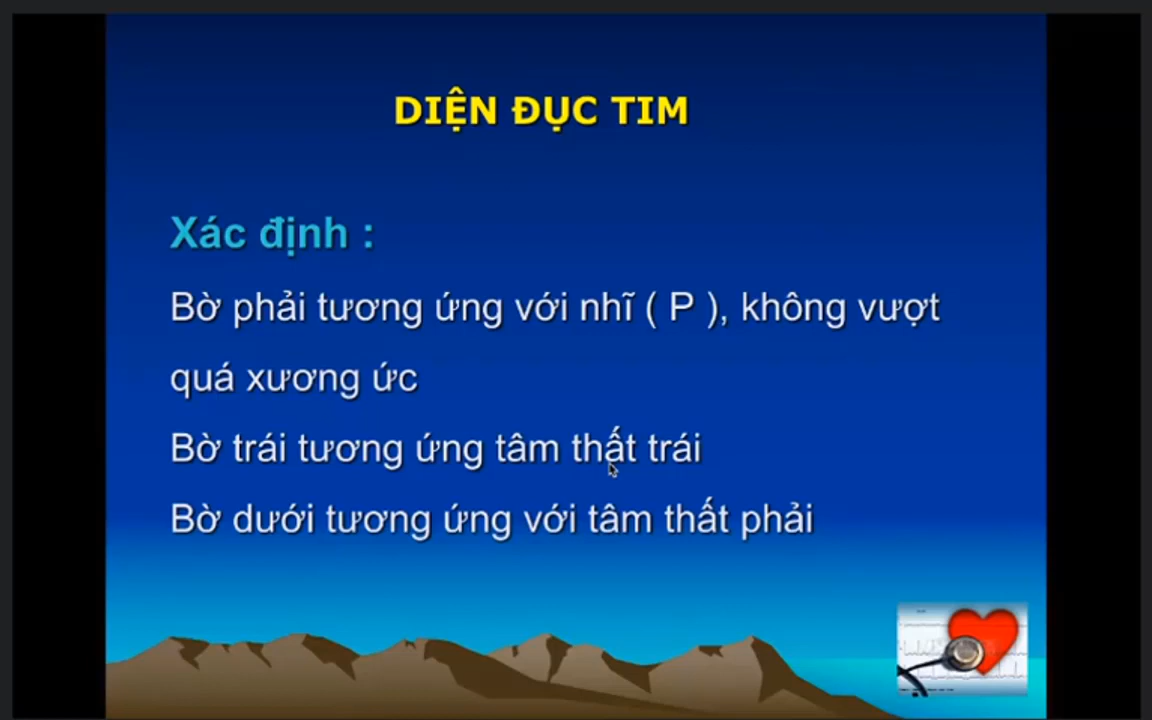 DIỆN ĐỤC TIM
Xác định :
Bờ phải tương ứng với nhĩ ( P ), không vượt
quá xương ức
Bờ trái tương ứng tâm thất trái
Bờ dưới tương ứng với tâm thất phải